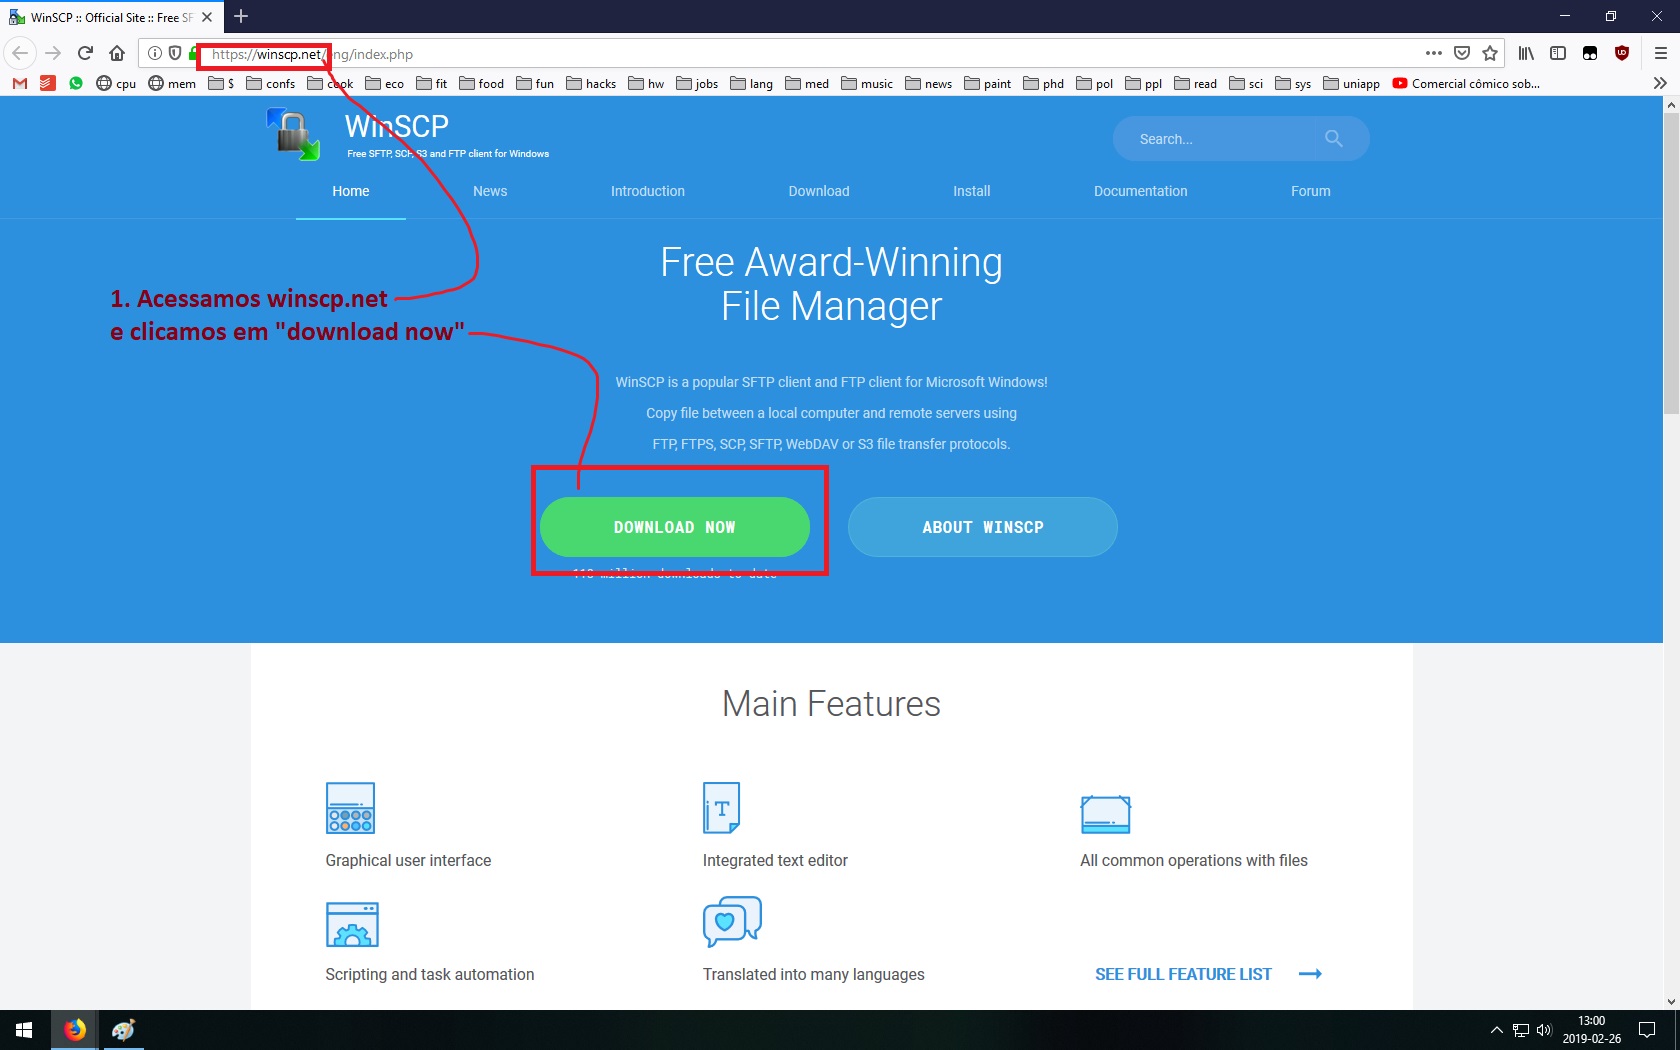 WinSCP :: Official Site :: Free SF
https://winscp.net/eng/index.php
cpu
mem
$
confs
cook
eco
fit
food
fun
hacks
hw
jobs
lang
med
music
news
paint
phd
pol
ppl
read
sci
sys
uniapp
Comercial cômico sob...
WinSCP
Free SFTP, SCP, S3 and FTP client for Windows
Search...
Home
News
Introduction
Download
Install
Documentation
Forum
Free Award-Winning
File Manager
1. Acessamos winscp.net
e clicamos em "download now"
WinSCP is a popular SFTP client and FTP client for Microsoft Windows!
Copy file between a local computer and remote servers using
FTP, FTPS, SCP, SFTP, WebDAV or S3 file transfer protocols.
DOWNLOAD NOW
ABOUT WINSCP
million downloads to date
Main Features
Graphical user interface
Integrated text editor
All common operations with files
Scripting and task automation
Translated into many languages
SEE FULL FEATURE LIST
13:00
2019-02-26